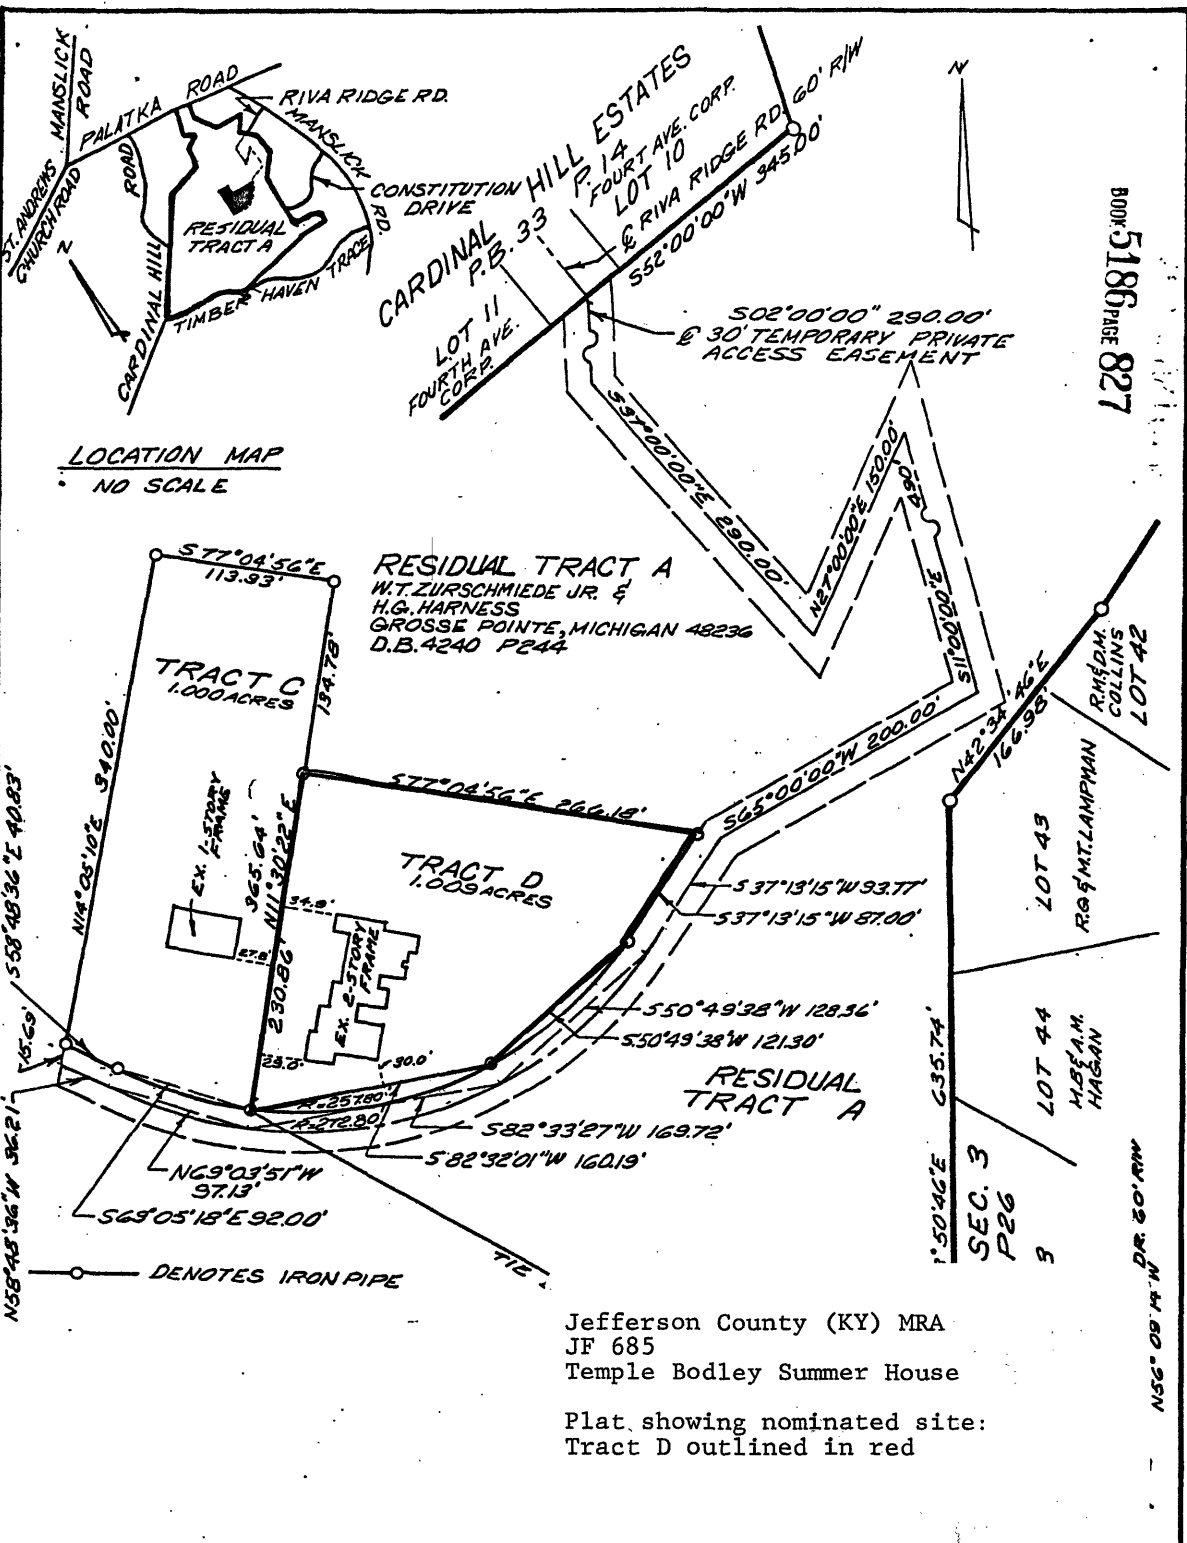 MANSLICK
ROAD
PALATKA ROAD
RIVA RIDGE RD.
MANSLICK
RD.
ST. ANDREWS
CHURCH ROAD
ROAD
CARDINAL HILL
CONSTITUTION
DRIVE
RESIDUAL
TRACT A
TIMBER HAVEN TRACE
N
LOCATION MAP
NO SCALE
CARDINAL HILL ESTATES
P.B. 33 P. 14
FOURT AVE. CORP.
LOT 10
℄ RIVA RIDGE RD. 60' R/W
S52°00'00"W 345.00'
LOT 11
FOURTH AVE.
CORP.
N
BOOK 5186 PAGE 827
S02°00'00" 290.00'
℄ 30' TEMPORARY PRIVATE
ACCESS EASEMENT
S37°00'00"E 290.00'
N27°00'00"E 150.00'
S11°00'00"E
S65°00'00"W 200.00'
S77°04'56"E
113.93'
RESIDUAL TRACT A
W.T. ZURSCHMIEDE JR. &
H.G. HARNESS
GROSSE POINTE, MICHIGAN 48236
D.B. 4240 P244
TRACT C
1.000 ACRES
134.78'
N14°05'10"E 340.00'
EX. 1-STORY
FRAME
365.64'
N11°30'22"E
230.86'
27.8'
S77°04'56"E 266.18'
TRACT D
1.009 ACRES
34.8'
EX. 2-STORY
FRAME
30.0'
S37°13'15"W 93.77'
S37°13'15"W 87.00'
S50°49'38"W 128.36'
S50°49'38"W 121.30'
RESIDUAL
TRACT A
R=257.80'
R=272.80'
S82°33'27"W 169.72'
S82°32'01"W 160.19'
N69°03'51"W
97.13'
S69°05'18"E 92.00'
S58°48'36"E 40.83'
15.69'
N58°48'36"W 36.21'
TIE
DENOTES IRON PIPE
N42°34'46"E
166.98'
R.M. & D.M.
COLLINS
LOT 42
LOT 43
R.G. & M.T. LAMPMAN
LOT 44
M.B. & A.M.
HAGAN
635.74'
°50'46"E
SEC. 3
P26
3
DR. 60' R/W
N56°09'14"W
Jefferson County (KY) MRA
JF 685
Temple Bodley Summer House
Plat showing nominated site:
Tract D outlined in red